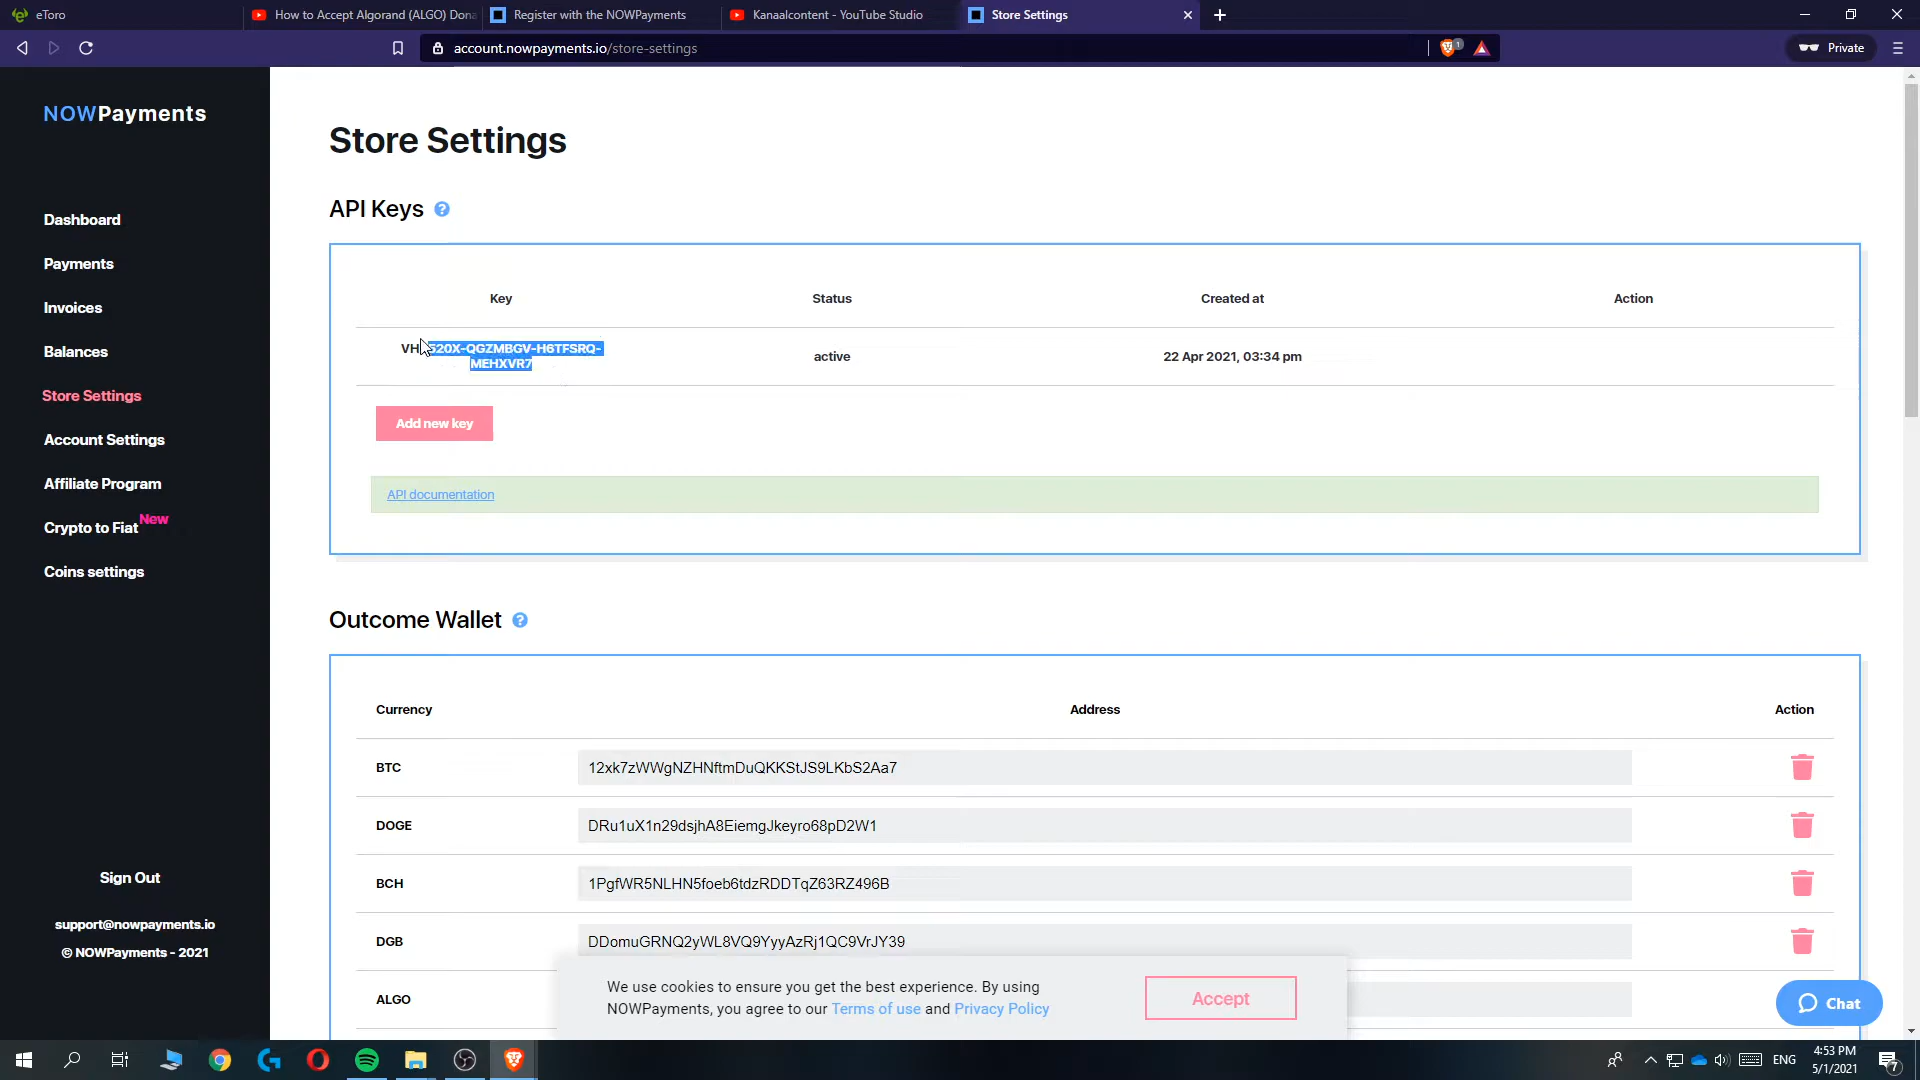 eToro
How to Accept Algorand (ALGO) Dona
Register with the NOWPayments
Kanaalcontent - YouTube Studio
Store Settings
account.nowpayments.io/store-settings
1
Private
NOWPayments
Dashboard
Payments
Invoices
Balances
Store Settings
Account Settings
Affiliate Program
Crypto to Fiat New
Coins settings
Sign Out
support@nowpayments.io
© NOWPayments - 2021
Store Settings
API Keys ?
Key Status Created at Action
520X-QGZMBGV-H6TFSRQ- active 22 Apr 2021, 03:34 pm
MEHXVR7
Add new key
API documentation
Outcome Wallet ?
Currency Address Action
BTC 12xk7zWWgNZHNftmDuQKKStJS9LKbS2Aa7
DOGE DRu1uX1n29dsjhA8EiemgJkeyro68pD2W1
BCH 1PgfWR5NLHN5foeb6tdzRDDTqZ63RZ496B
DGB DDomuGRNQ2yWL8VQ9YyyAzRj1QC9VrJY39
ALGO
We use cookies to ensure you get the best experience. By using
NOWPayments, you agree to our Terms of use and Privacy Policy
Accept
Chat
ENG
4:53 PM
5/1/2021
7